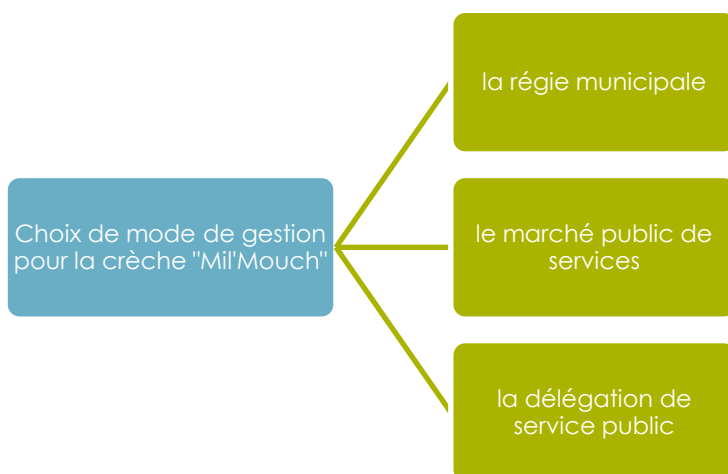 Choix de mode de gestion
pour la crèche "Mil'Mouch"
la régie municipale
le marché public de
services
la délégation de
service public